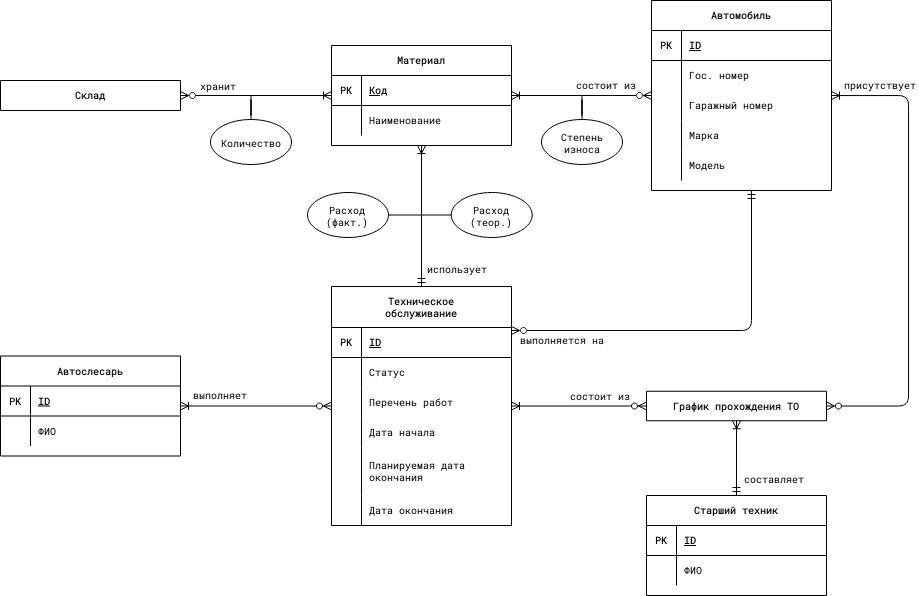 Автомобиль
PK ID
Гос. номер
Гаражный номер
Марка
Модель
Материал
PK Код
Наименование
Склад
хранит
состоит из
присутствует
Количество
Степень
износа
Расход
(факт.)
Расход
(теор.)
использует
Техническое
обслуживание
PK ID
Статус
Перечень работ
Дата начала
Планируемая дата
окончания
Дата окончания
выполняется на
Автослесарь
PK ID
ФИО
выполняет
состоит из
График прохождения ТО
составляет
Старший техник
PK ID
ФИО